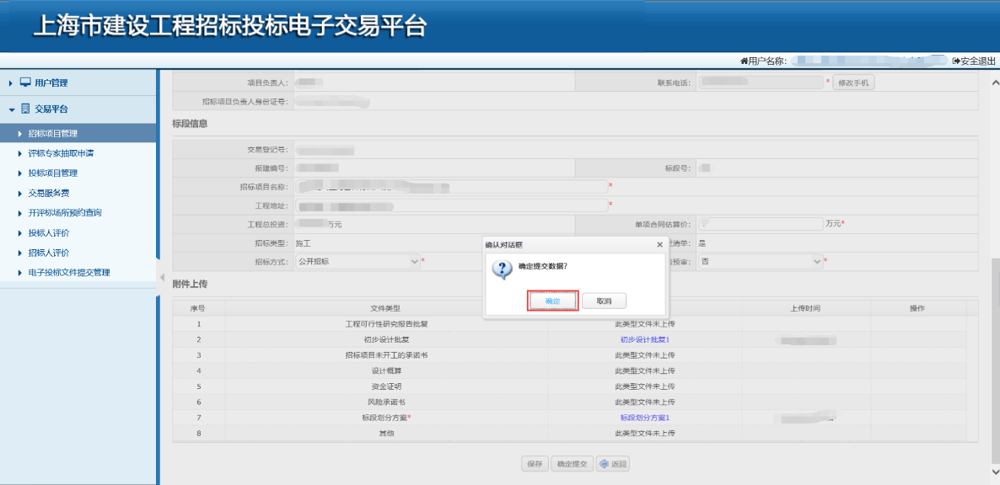 上海市建设工程招标投标电子交易平台
用户名称: 安全退出
用户管理
交易平台
招标项目管理
评标专家抽取申请
投标项目管理
交易服务费
开评标场所预约查询
投标人评价
招标人评价
电子投标文件提交管理
项目负责人: 联系电话: * 修改手机
招标项目负责人身份证号:
标段信息
交易登记号:
报建编号: 标段号:
招标项目名称: *
工程地址: *
工程总投资: 万元 单项合同估算价: 万元*
招标类型: 施工 清单: 是
招标方式: 公开招标 * 预审: 否 *
确认对话框
确定提交数据?
确定 取消
附件上传
序号 文件类型 上传时间 操作
1 工程可行性研究报告批复 此类型文件未上传
2 初步设计批复 初步设计批复1
3 招标项目未开工的承诺书 此类型文件未上传
4 设计概算 此类型文件未上传
5 资金证明 此类型文件未上传
6 风险承诺书 此类型文件未上传
7 标段划分方案* 标段划分方案1
8 其他 此类型文件未上传
保存 确定提交 返回